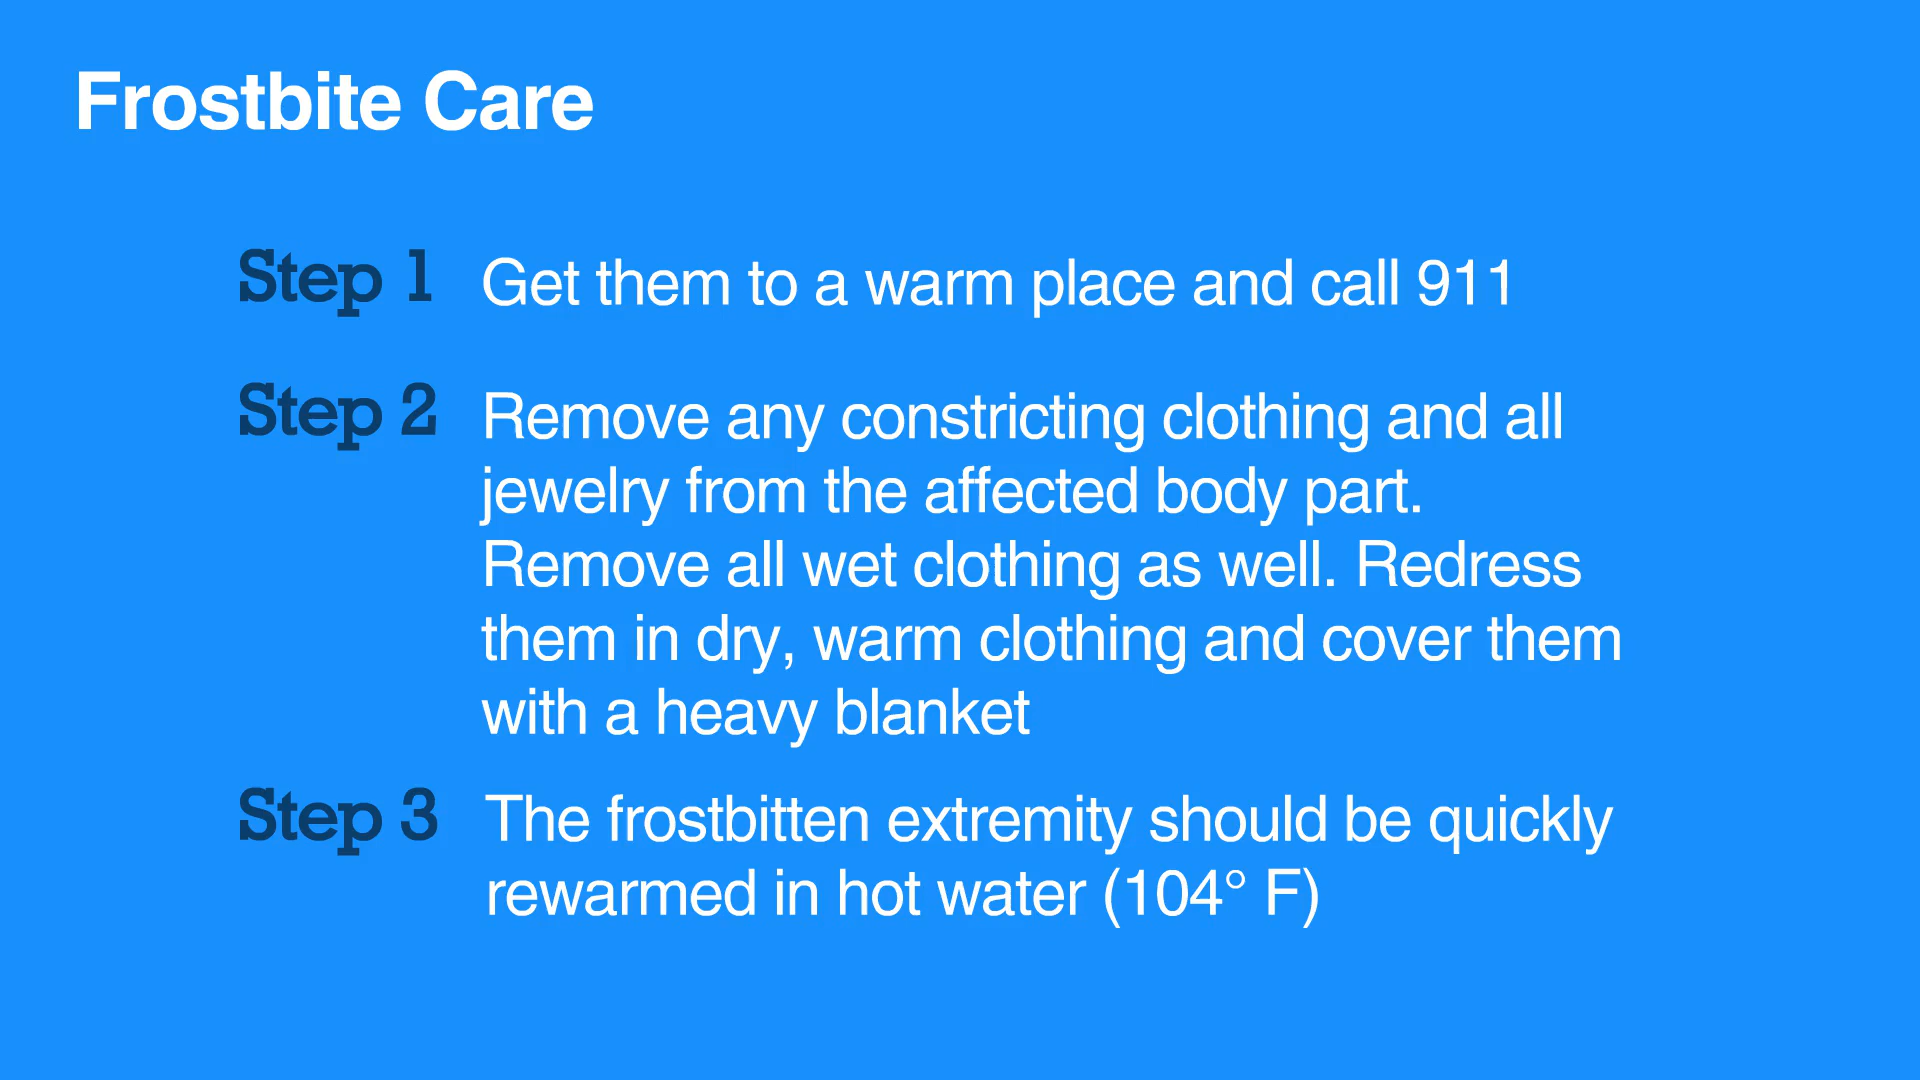 Frostbite Care
Step 1 Get them to a warm place and call 911
Step 2 Remove any constricting clothing and all
jewelry from the affected body part.
Remove all wet clothing as well. Redress
them in dry, warm clothing and cover them
with a heavy blanket
Step 3 The frostbitten extremity should be quickly
rewarmed in hot water (104° F)